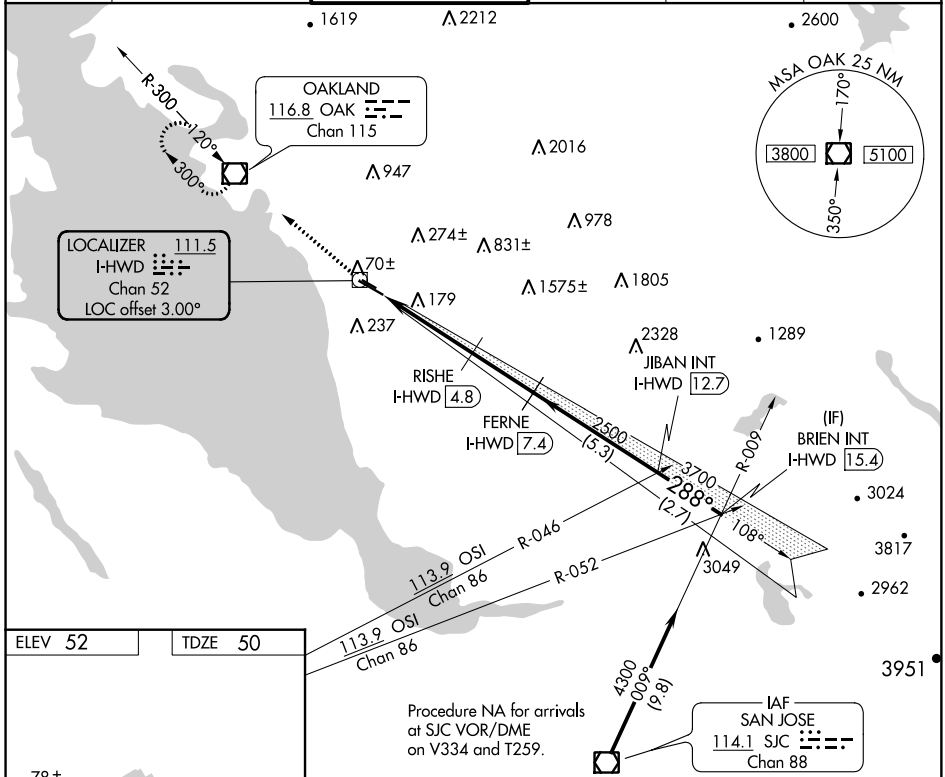 1619
2212
2600
MSA OAK 25 NM
170°
3800
5100
350°
R-300
120°
300°
OAKLAND
116.8 OAK
Chan 115
2016
947
978
274±
831±
LOCALIZER 111.5
I-HWD
Chan 52
LOC offset 3.00°
70±
179
1575±
1805
237
2328
1289
RISHE
I-HWD 4.8
JIBAN INT
I-HWD 12.7
FERNE
I-HWD 7.4
(IF)
BRIEN INT
I-HWD 15.4
R-009
2500
(5.3)
3700
288°
(2.7)
108°
3024
3817
3049
2962
113.9 OSI R-046
Chan 86
113.9 OSI R-052
Chan 86
ELEV 52
TDZE 50
3951
4300
009°
(9.8)
Procedure NA for arrivals
at SJC VOR/DME
on V334 and T259.
IAF
SAN JOSE
114.1 SJC
Chan 88
78±